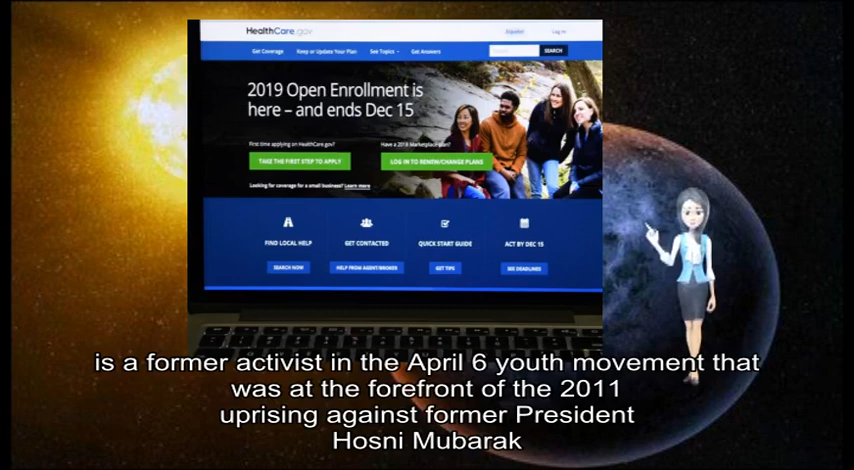 HealthCare.gov
Español Log in
Get Coverage Keep or Update Your Plan See Topics Get Answers SEARCH
2019 Open Enrollment is
here – and ends Dec 15
First time applying on HealthCare.gov? Have a 2018 Marketplace plan?
TAKE THE FIRST STEP TO APPLY LOG IN TO RENEW/CHANGE PLANS
Looking for coverage for a small business? Learn more
FIND LOCAL HELP GET CONTACTED QUICK START GUIDE ACT BY DEC 15
SEARCH NOW HELP FROM AGENT/BROKER GET TIPS SEE DEADLINES
is a former activist in the April 6 youth movement that
was at the forefront of the 2011
uprising against former President
Hosni Mubarak